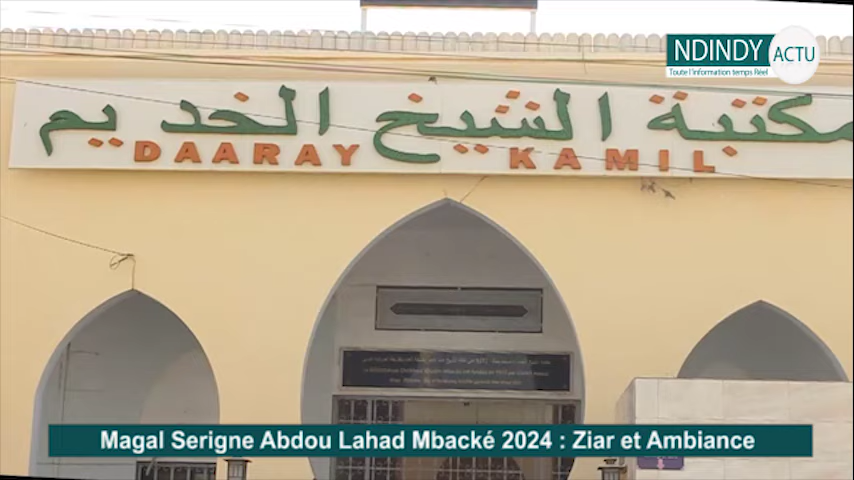 NDINDY ACTU
Toute l'information temps Réel
مكتبة الشيخ الخديم
DAARAY KAMIL
Magal Serigne Abdou Lahad Mbacké 2024 : Ziar et Ambiance